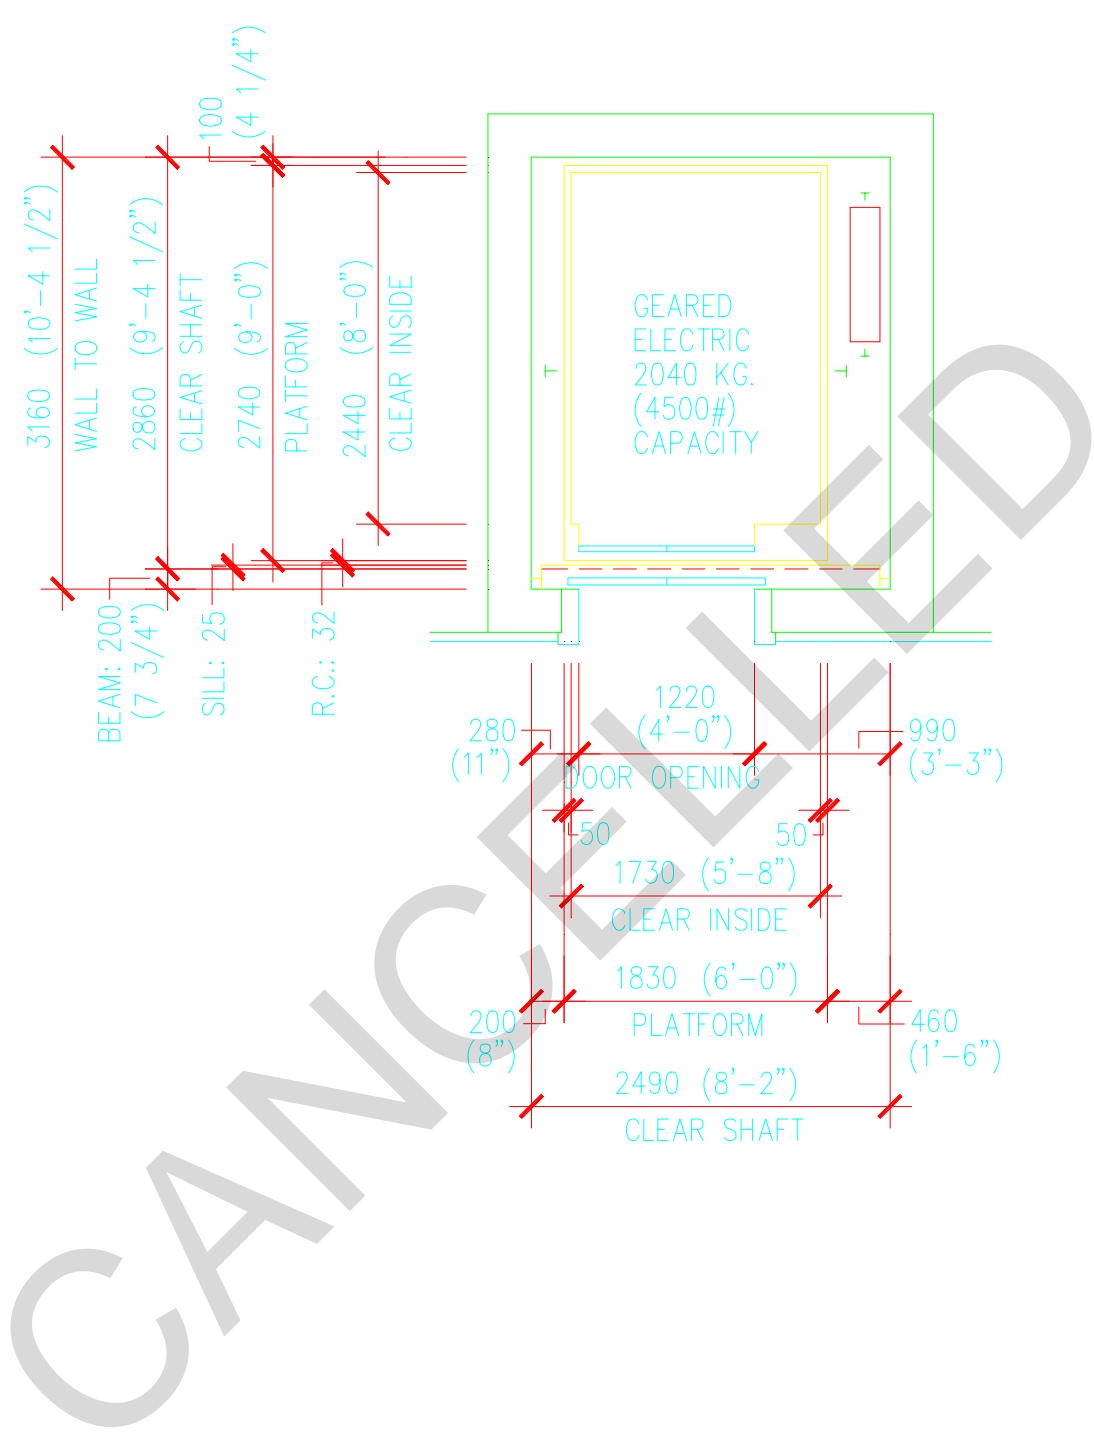 100
(4 1/4")
3160 (10'-4 1/2")
WALL TO WALL
2860 (9'-4 1/2")
CLEAR SHAFT
2740 (9'-0")
PLATFORM
2440 (8'-0")
CLEAR INSIDE
GEARED
ELECTRIC
2040 KG.
(4500#)
CAPACITY
BEAM: 200
(7 3/4")
SILL: 25
R.C.: 32
280
(11")
1220
(4'-0")
DOOR OPENING
990
(3'-3")
50
50
1730 (5'-8")
CLEAR INSIDE
1830 (6'-0")
PLATFORM
200
(8")
460
(1'-6")
2490 (8'-2")
CLEAR SHAFT
CANCELLED